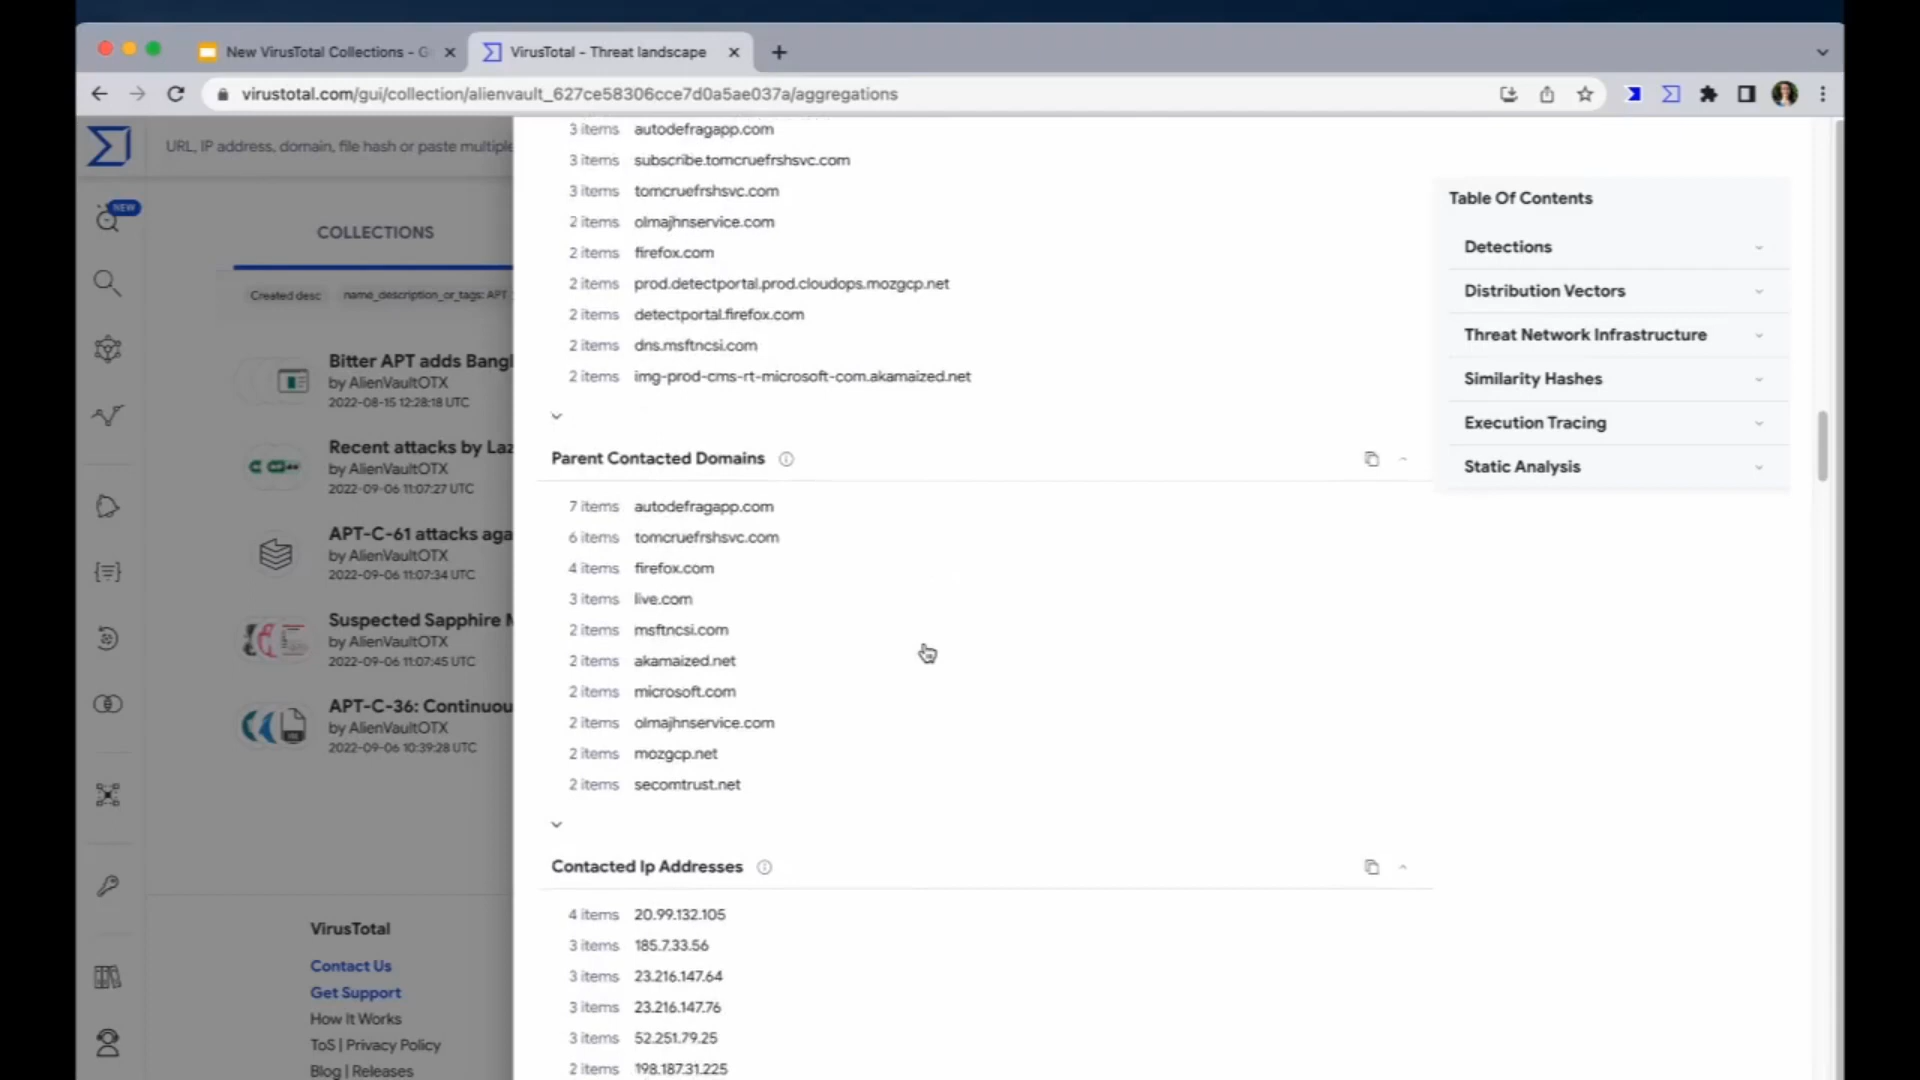 New VirusTotal Collections - G
VirusTotal - Threat landscape
virustotal.com/gui/collection/alienvault_627ce58306cce7d0a5ae037a/aggregations
URL, IP address, domain, file hash or paste multiple
NEW
COLLECTIONS
Created desc name_description_or_tags: APT
Bitter APT adds Bangl
by AlienVaultOTX
2022-08-15 12:28:18 UTC
Recent attacks by Laz
by AlienVaultOTX
2022-09-06 11:07:27 UTC
APT-C-61 attacks aga
by AlienVaultOTX
2022-09-06 11:07:34 UTC
Suspected Sapphire M
by AlienVaultOTX
2022-09-06 11:07:45 UTC
APT-C-36: Continuou
by AlienVaultOTX
2022-09-06 10:39:28 UTC
VirusTotal
Contact Us
Get Support
How It Works
ToS | Privacy Policy
Blog | Releases
3 items autodefragapp.com
3 items subscribe.tomcruefrshsvc.com
3 items tomcruefrshsvc.com
2 items olmajhnservice.com
2 items firefox.com
2 items prod.detectportal.prod.cloudops.mozgcp.net
2 items detectportal.firefox.com
2 items dns.msftncsi.com
2 items img-prod-cms-rt-microsoft-com.akamaized.net
Parent Contacted Domains
7 items autodefragapp.com
6 items tomcruefrshsvc.com
4 items firefox.com
3 items live.com
2 items msftncsi.com
2 items akamaized.net
2 items microsoft.com
2 items olmajhnservice.com
2 items mozgcp.net
2 items secomtrust.net
Contacted Ip Addresses
4 items 20.99.132.105
3 items 185.7.33.56
3 items 23.216.147.64
3 items 23.216.147.76
3 items 52.251.79.25
2 items 198.187.31.225
Table Of Contents
Detections
Distribution Vectors
Threat Network Infrastructure
Similarity Hashes
Execution Tracing
Static Analysis